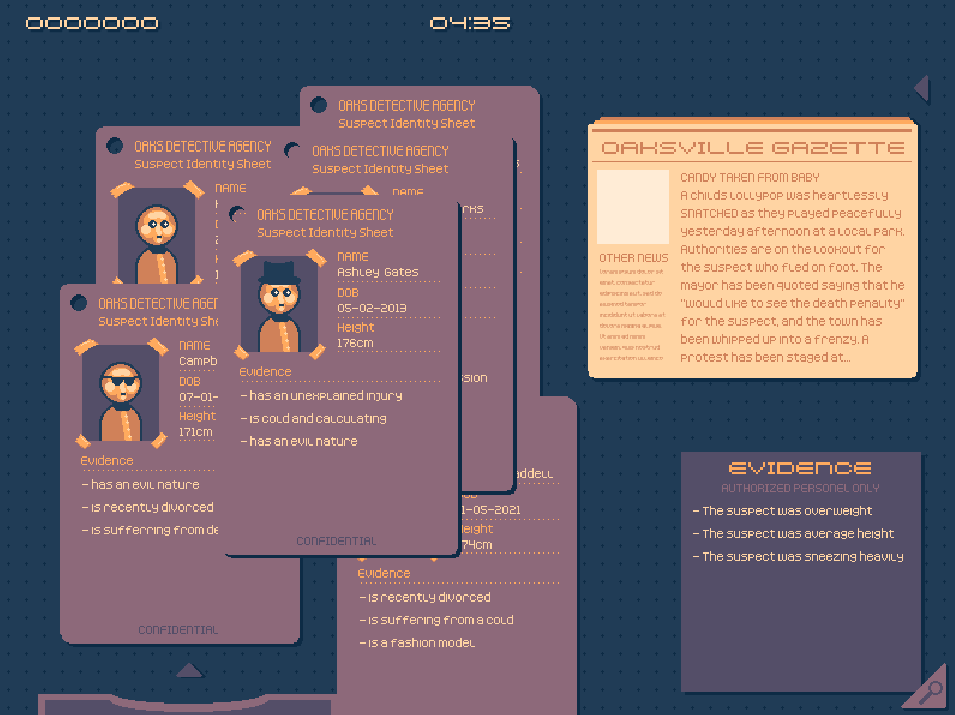 0000000
04:35
OAKS DETECTIVE AGENCY
Suspect Identity Sheet
OAKS DETECTIVE AGENCY
Suspect Identity Sheet
NAME
OAKS DETECTIVE AGENCY
Suspect Identity Sheet
NAME
OAKS DETECTIVE AGENCY
Suspect Identity Sheet
NAME
Ashley Gates
DOB
05-02-2013
Height
178cm
Evidence
- has an unexplained injury
- is cold and calculating
- has an evil nature
CONFIDENTIAL
OAKS DETECTIVE AGEN
Suspect Identity She
NAME
Campb
DOB
07-01-
Height
171cm
Evidence
- has an evil nature
- is recently divorced
- is sufferring from de
CONFIDENTIAL
ssion
addell
1-05-2021
eight
74cm
Evidence
- is recently divorced
- is suffering from a cold
- is a fashion model
OAKSVILLE GAZETTE
CANDY TAKEN FROM BABY
A childs lollypop was heartlessly
SNATCHED as they played peacefully
yesterday afternoon at a local park.
Authorities are on the lookout for
the suspect who fled on foot. The
mayor has been quoted saying that he
"would like to see the death penalty"
for the suspect, and the town has
been whipped up into a frenzy. A
protest has been staged at...
OTHER NEWS
EVIDENCE
AUTHORIZED PERSONEL ONLY
- The suspect was overweight
- The suspect was average height
- The suspect was sneezing heavily